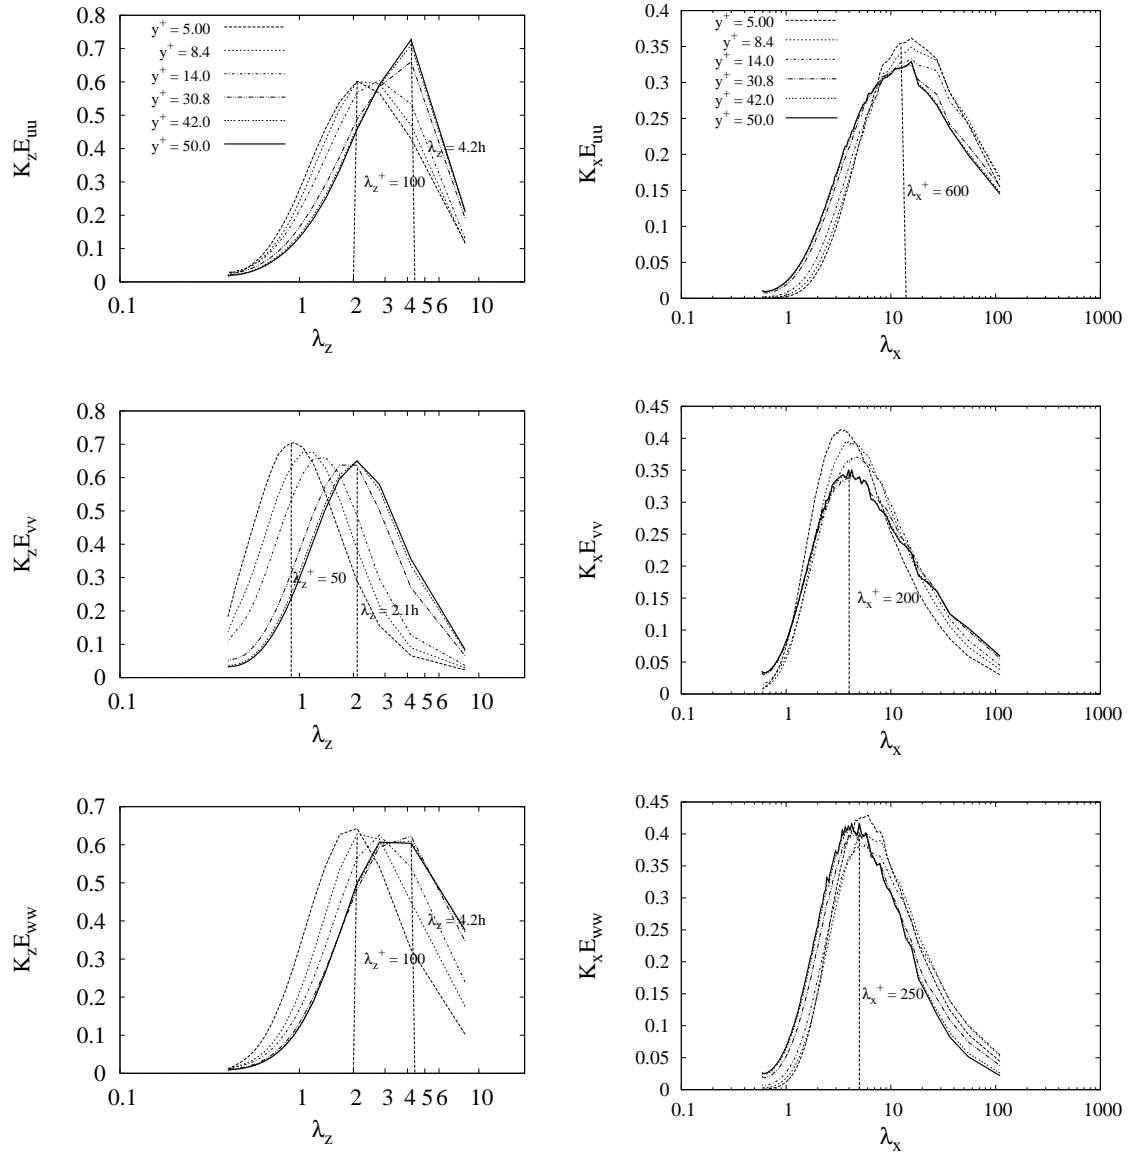 K_zE_uu
0.8
0.7
0.6
0.5
0.4
0.3
0.2
0.1
0
y^+ = 5.00
y^+ = 8.4
y^+ = 14.0
y^+ = 30.8
y^+ = 42.0
y^+ = 50.0
λ_z = 4.2h
λ_z^+ = 100
0.1 1 2 3 4 5 6 10
λ_z
K_xE_uu
0.4
0.35
0.3
0.25
0.2
0.15
0.1
0.05
0
y^+ = 5.00
y^+ = 8.4
y^+ = 14.0
y^+ = 30.8
y^+ = 42.0
y^+ = 50.0
λ_x^+ = 600
0.1 1 10 100 1000
λ_x
K_zE_vv
0.8
0.7
0.6
0.5
0.4
0.3
0.2
0.1
0
λ_z^+ = 50
λ_z = 2.1h
0.1 1 2 3 4 5 6 10
λ_z
K_xE_vv
0.45
0.4
0.35
0.3
0.25
0.2
0.15
0.1
0.05
0
λ_x^+ = 200
0.1 1 10 100 1000
λ_x
K_zE_ww
0.7
0.6
0.5
0.4
0.3
0.2
0.1
0
λ_z = 4.2h
λ_z^+ = 100
0.1 1 2 3 4 5 6 10
λ_z
K_xE_ww
0.45
0.4
0.35
0.3
0.25
0.2
0.15
0.1
0.05
0
λ_x^+ = 250
0.1 1 10 100 1000
λ_x